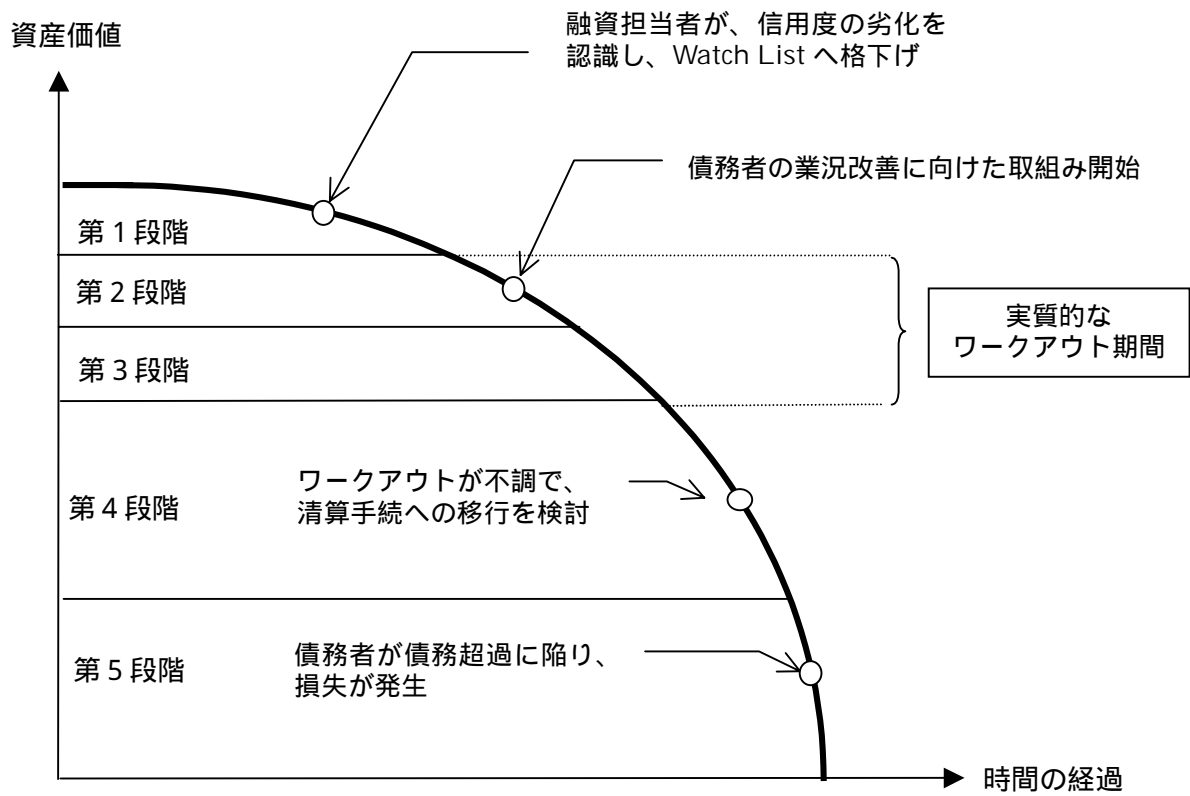 資産価値
融資担当者が、信用度の劣化を
認識し、Watch List へ格下げ
債務者の業況改善に向けた取組み開始
第１段階
第２段階
実質的な
ワークアウト期間
第３段階
ワークアウトが不調で、
清算手続への移行を検討
第４段階
債務者が債務超過に陥り、
損失が発生
第５段階
時間の経過